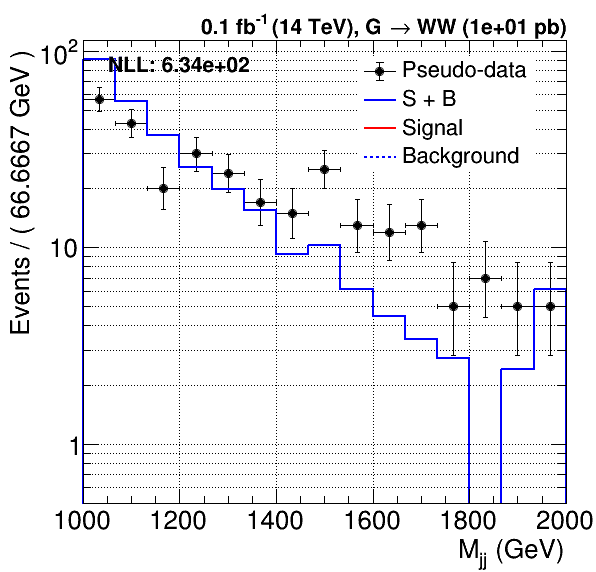 0.1 fb⁻¹ (14 TeV), G → WW (1e+01 pb)
NLL: 6.34e+02
Pseudo-data
S + B
Signal
Background
Events / ( 66.6667 GeV )
10²
10
1
1000 1200 1400 1600 1800 2000
M_jj (GeV)